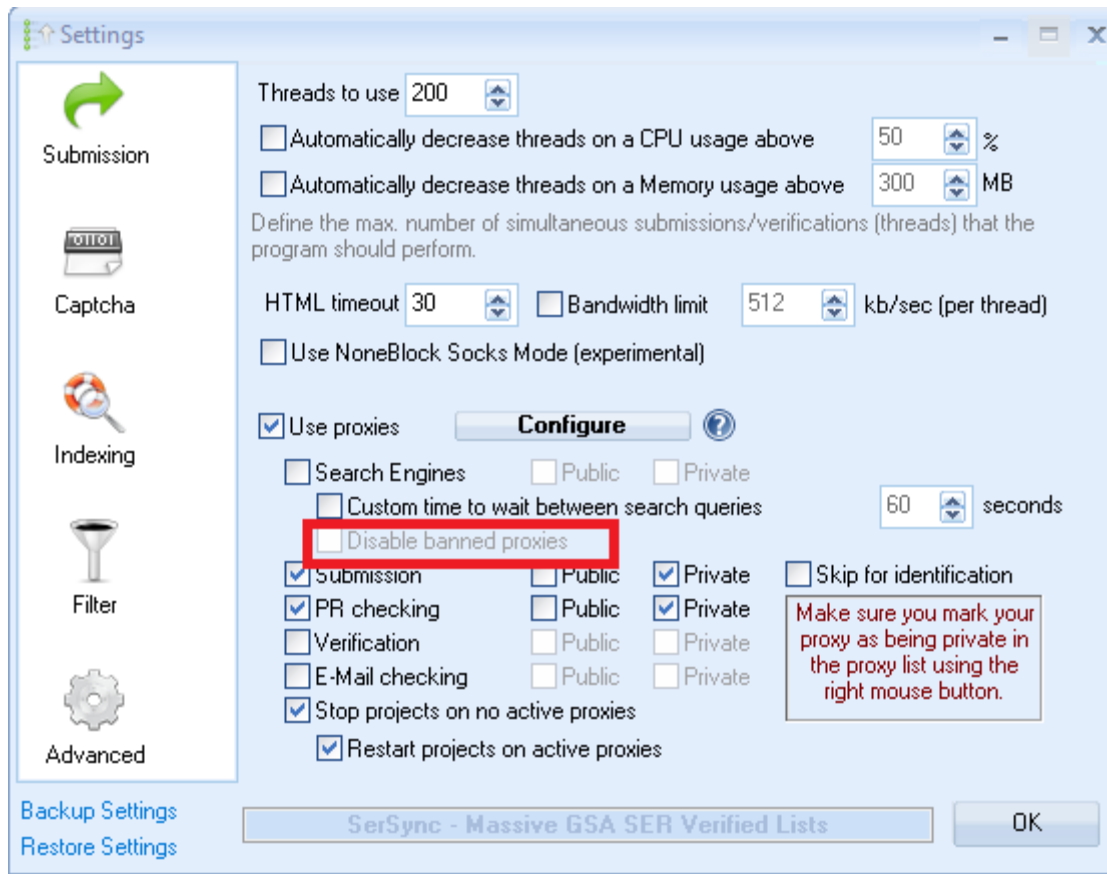 Settings
Submission
Captcha
01101
Indexing
Filter
Advanced
Backup Settings
Restore Settings
Threads to use 200
Automatically decrease threads on a CPU usage above 50 %
Automatically decrease threads on a Memory usage above 300 MB
Define the max. number of simultaneous submissions/verifications (threads) that the
program should perform.
HTML timeout 30 Bandwidth limit 512 kb/sec (per thread)
Use NoneBlock Socks Mode (experimental)
Use proxies Configure ?
Search Engines Public Private
Custom time to wait between search queries 60 seconds
Disable banned proxies
Submission Public Private Skip for identification
PR checking Public Private
Verification Public Private
E-Mail checking Public Private
Make sure you mark your
proxy as being private in
the proxy list using the
right mouse button.
Stop projects on no active proxies
Restart projects on active proxies
SerSync - Massive GSA SER Verified Lists
OK